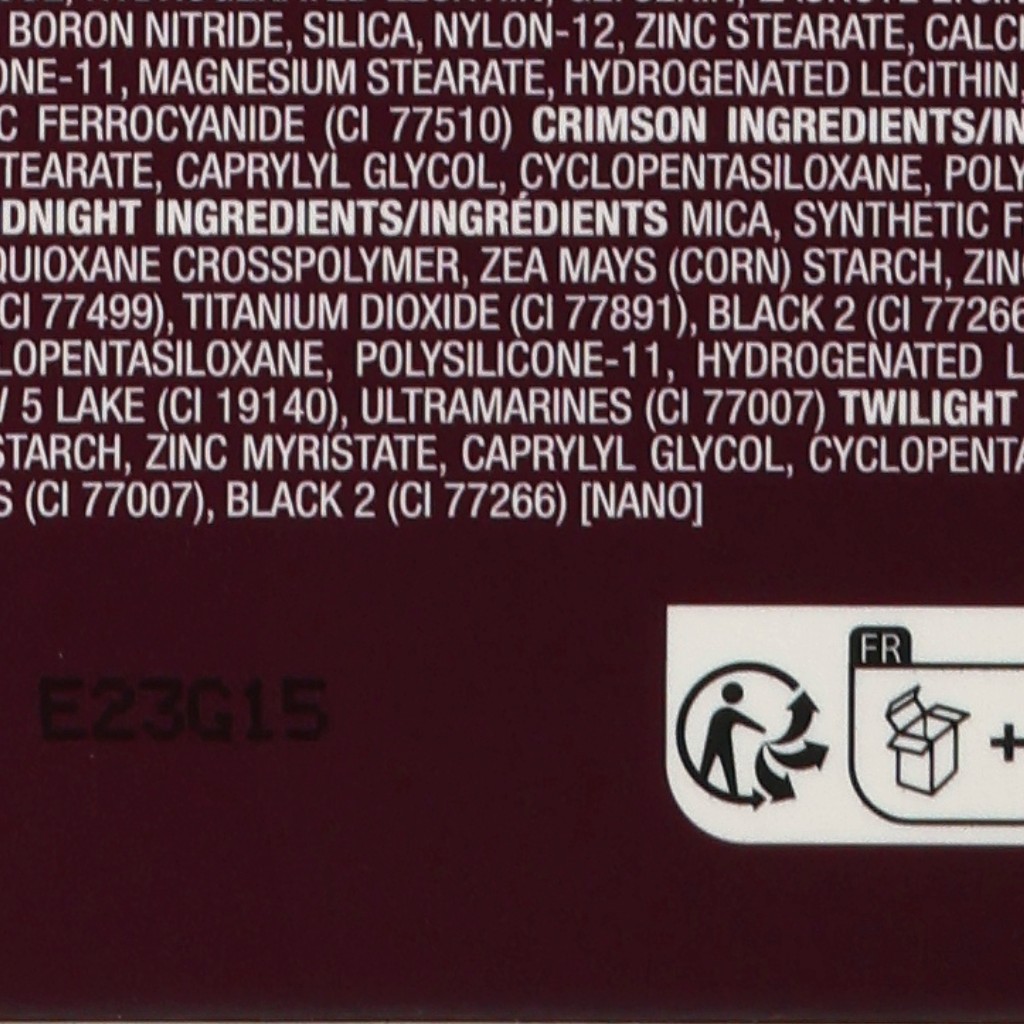 BORON NITRIDE, SILICA, NYLON-12, ZINC STEARATE,
ONE-11, MAGNESIUM STEARATE, HYDROGENATED LECITHIN,
C FERROCYANIDE (CI 77510) CRIMSON INGREDIENTS/IN
TEARATE, CAPRYLYL GLYCOL, CYCLOPENTASILOXANE, POLY
DNIGHT INGREDIENTS/INGRÉDIENTS MICA, SYNTHETIC F
QUIOXANE CROSSPOLYMER, ZEA MAYS (CORN) STARCH, ZINC
(CI 77499), TITANIUM DIOXIDE (CI 77891), BLACK 2 (CI 77266
LOPENTASILOXANE, POLYSILICONE-11, HYDROGENATED L
5 LAKE (CI 19140), ULTRAMARINES (CI 77007) TWILIGHT
STARCH, ZINC MYRISTATE, CAPRYLYL GLYCOL, CYCLOPENTA
S (CI 77007), BLACK 2 (CI 77266) [NANO]
FR
+
E23G15